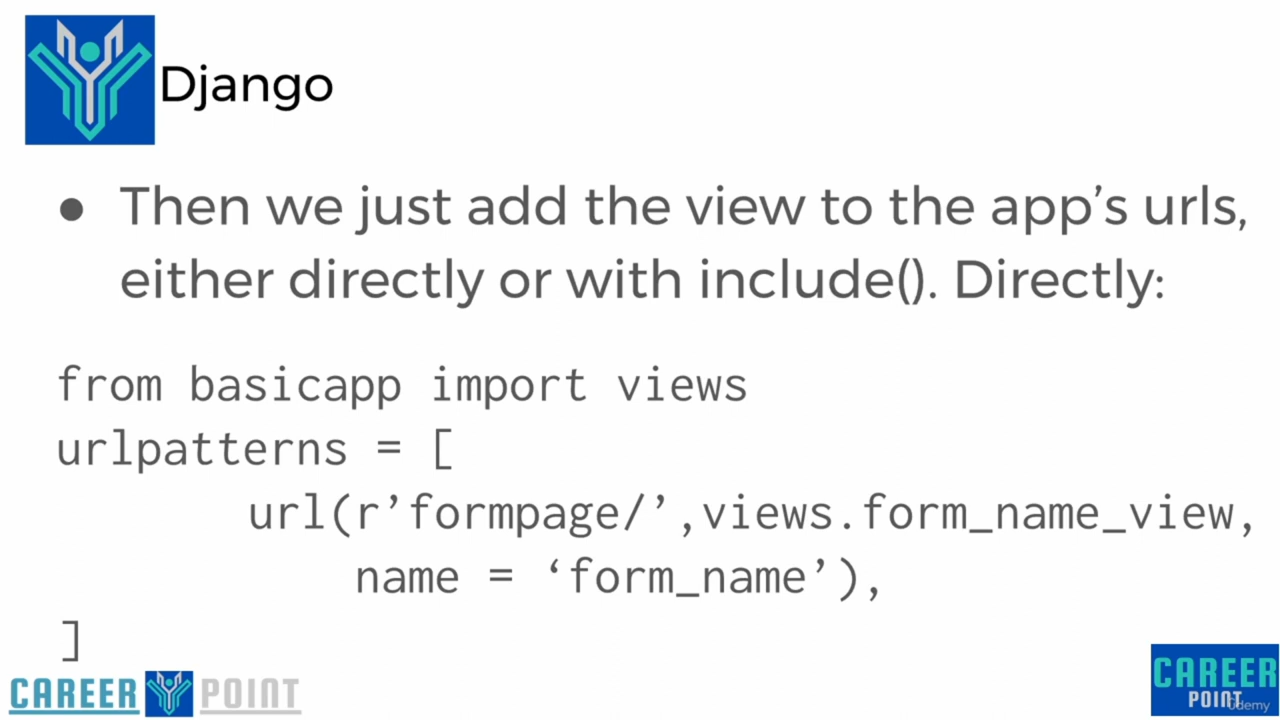 Django
● Then we just add the view to the app’s urls,
either directly or with include(). Directly:
from basicapp import views
urlpatterns = [
url(r’formpage/’,views.form_name_view,
name = ‘form_name’),
]
CAREER POINT
CAREER
POINT
udemy